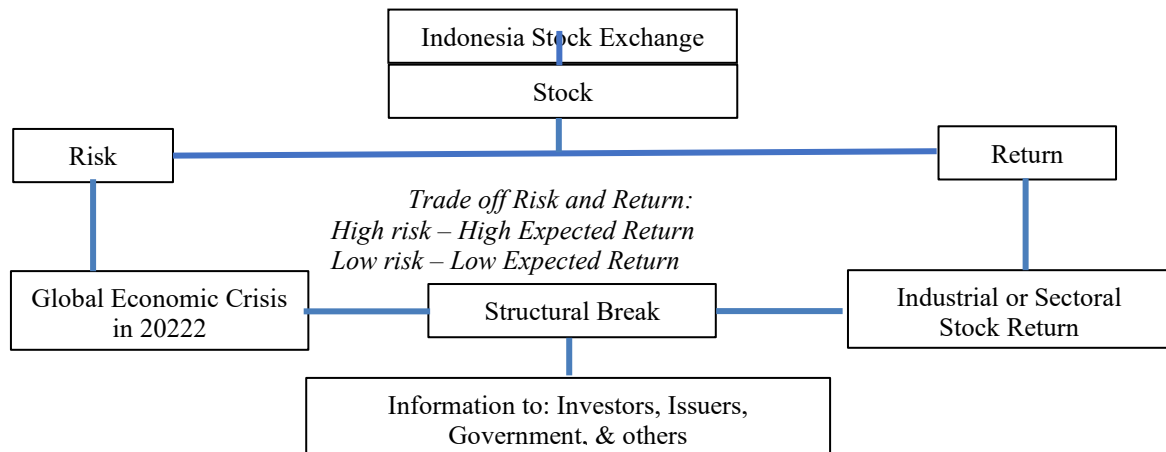 Indonesia Stock Exchange
Stock
Risk
Return
Trade off Risk and Return:
High risk – High Expected Return
Low risk – Low Expected Return
Global Economic Crisis
in 20222
Structural Break
Industrial or Sectoral
Stock Return
Information to: Investors, Issuers,
Government, & others